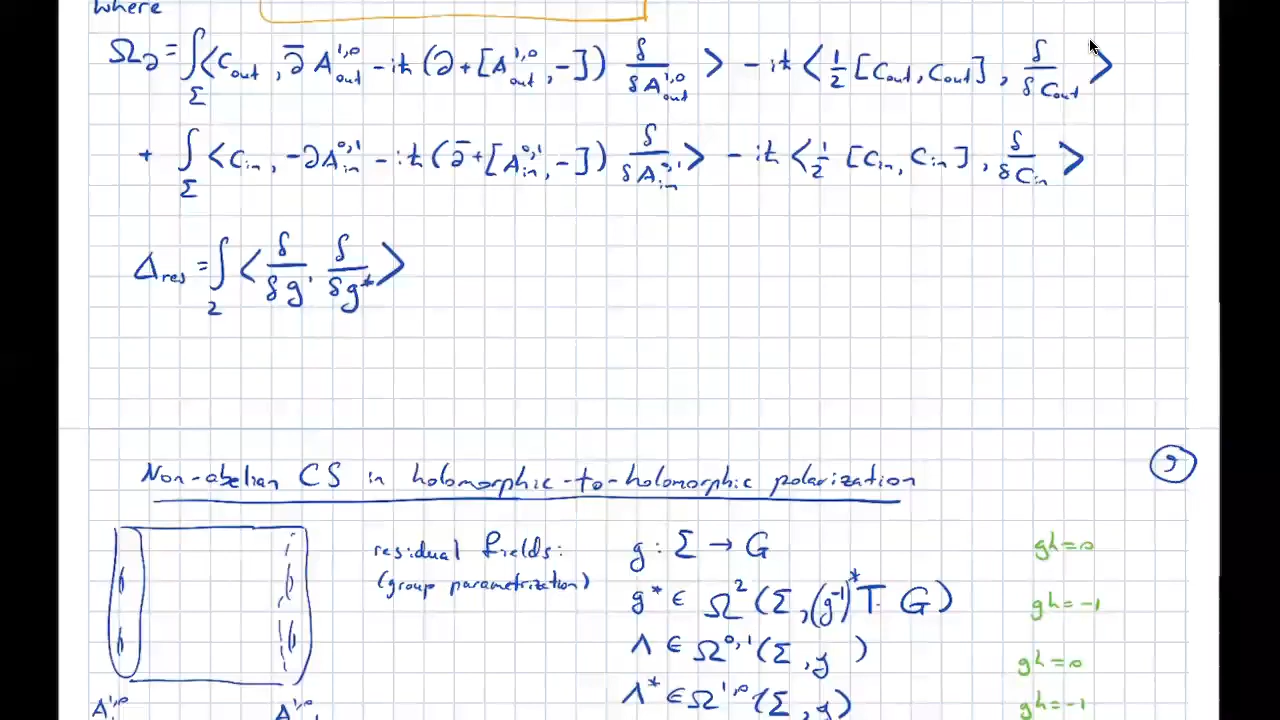 where
Ω_∂ = ∫_Σ <C_out, ∂̄ A^{1,0}_out - iħ (∂ + [A^{1,0}_out, -]) δ/δA^{1,0}_out> - iħ <½ [C_out, C_out], δ/δC_out>
+ ∫_Σ <C_in, -∂A^{0,1}_in - iħ (∂̄ + [A^{0,1}_in, -]) δ/δA^{0,1}_in> - iħ <½ [C_in, C_in], δ/δC_in>
Δ_res = ∫_Σ <δ/δg, δ/δg*>
Non-abelian CS in holomorphic-to-holomorphic polarization
9
residual fields: g : Σ → G gh=0
(group parametrization) g* ∈ Ω²(Σ, (g⁻¹)* T* G) gh=-1
Λ ∈ Ω^{0,1}(Σ, g) gh=0
Λ* ∈ Ω^{1,0}(Σ, g) gh=-1
A^{1,0} A^{1,0}